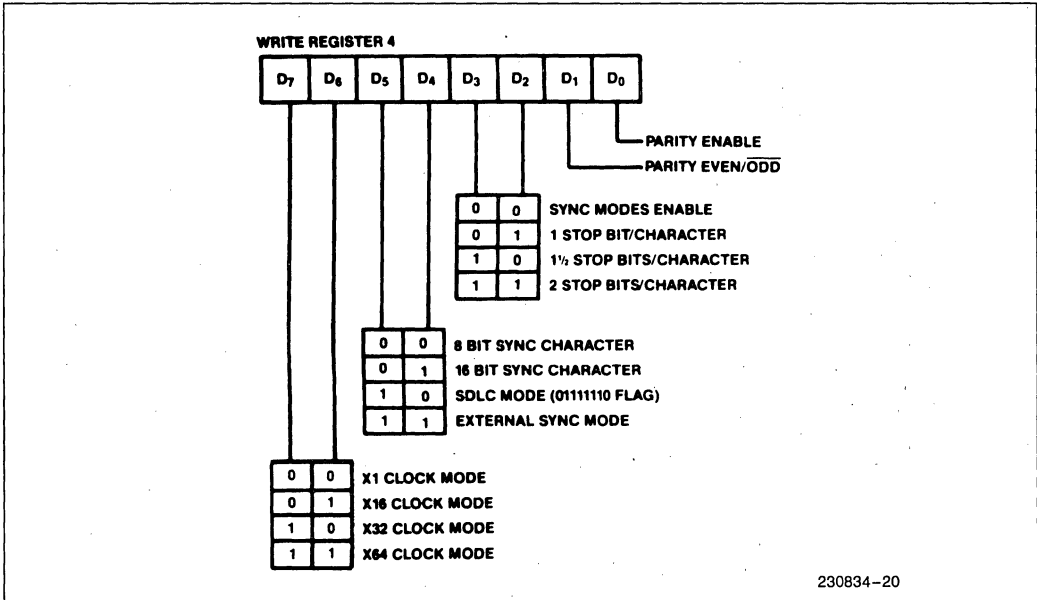 WRITE REGISTER 4
D7 D6 D5 D4 D3 D2 D1 D0
PARITY ENABLE
PARITY EVEN/O̅D̅D̅
0 0 SYNC MODES ENABLE
0 1 1 STOP BIT/CHARACTER
1 0 1½ STOP BITS/CHARACTER
1 1 2 STOP BITS/CHARACTER
0 0 8 BIT SYNC CHARACTER
0 1 16 BIT SYNC CHARACTER
1 0 SDLC MODE (01111110 FLAG)
1 1 EXTERNAL SYNC MODE
0 0 X1 CLOCK MODE
0 1 X16 CLOCK MODE
1 0 X32 CLOCK MODE
1 1 X64 CLOCK MODE
230834-20